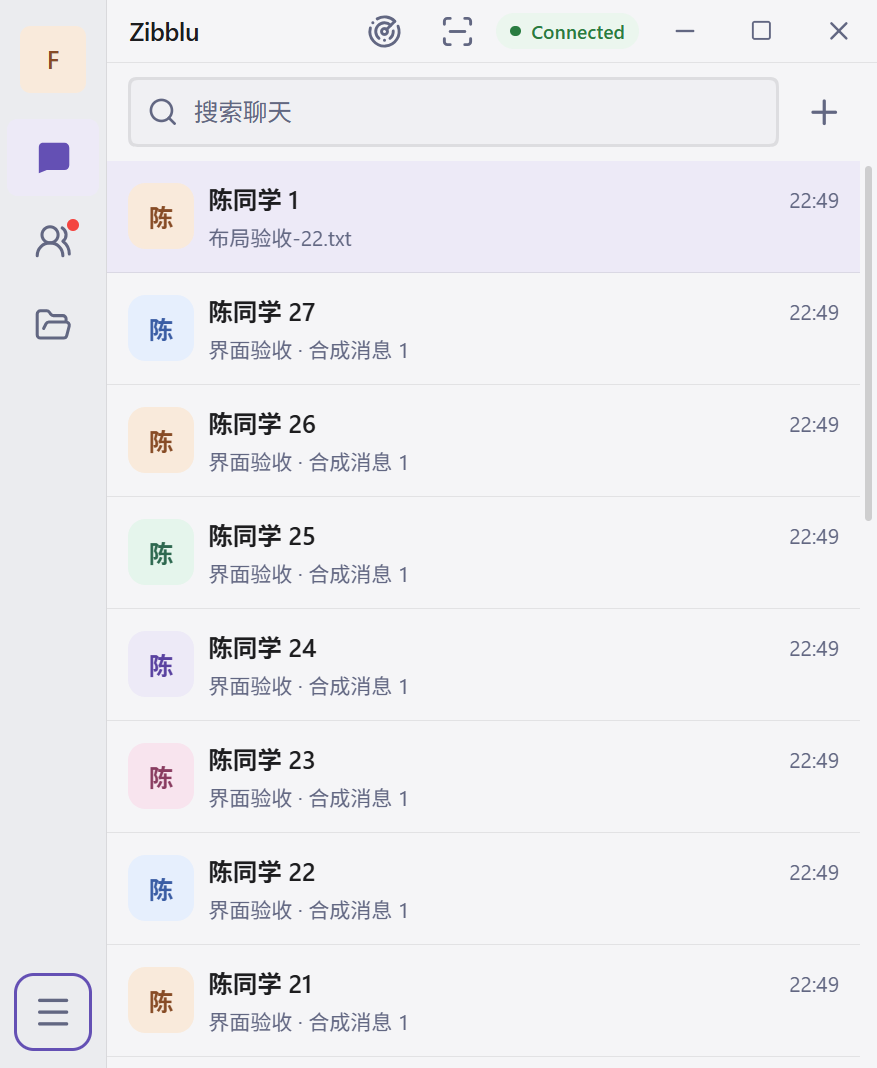 F
Zibblu
Connected
搜索聊天
陈
陈同学 1
22:49
布局验收-22.txt
陈
陈同学 27
22:49
界面验收 · 合成消息 1
陈
陈同学 26
22:49
界面验收 · 合成消息 1
陈
陈同学 25
22:49
界面验收 · 合成消息 1
陈
陈同学 24
22:49
界面验收 · 合成消息 1
陈
陈同学 23
22:49
界面验收 · 合成消息 1
陈
陈同学 22
22:49
界面验收 · 合成消息 1
陈
陈同学 21
22:49
界面验收 · 合成消息 1